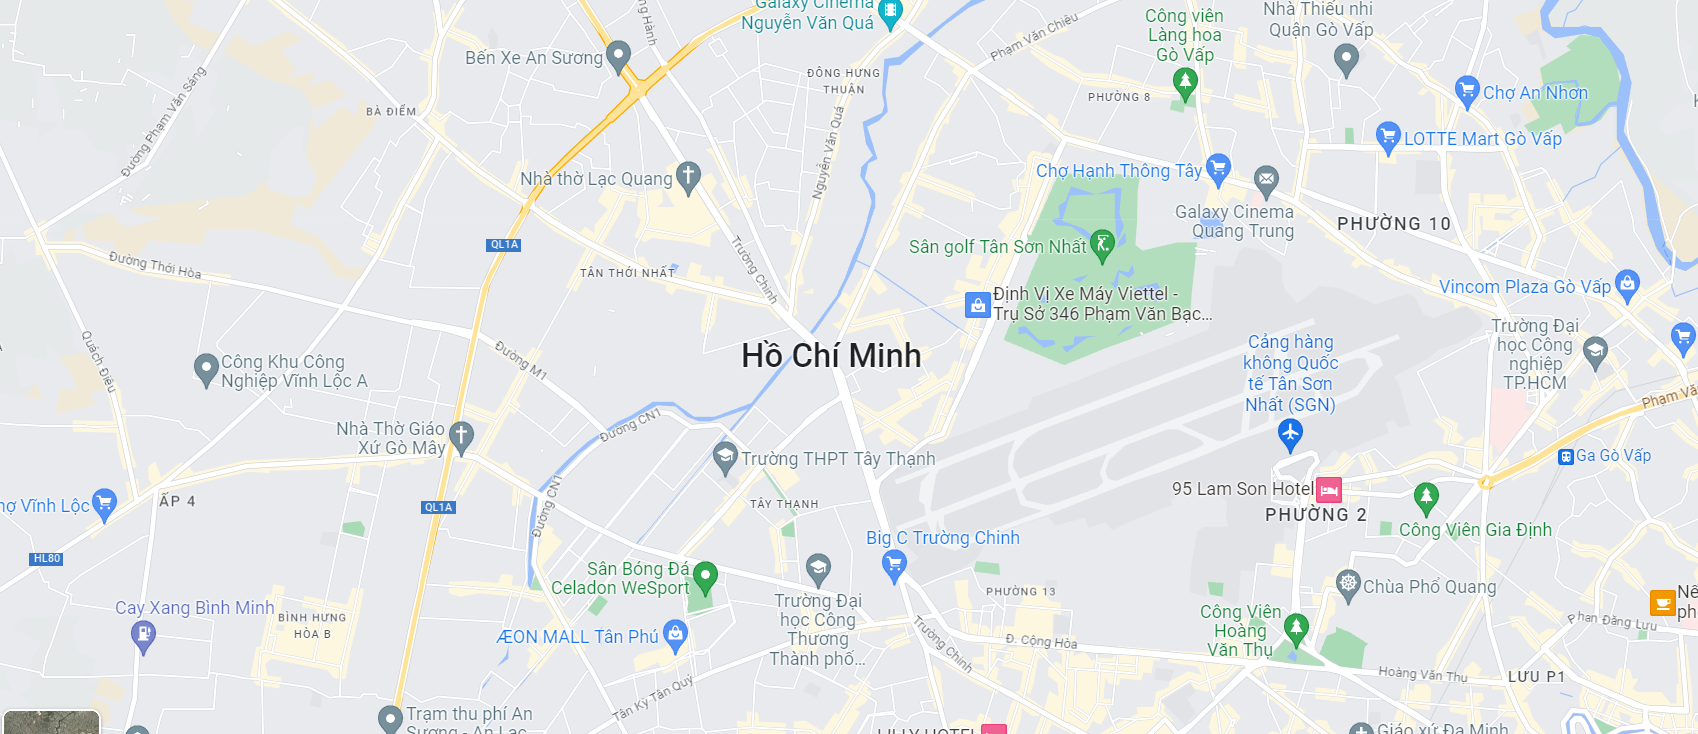 Galaxy Cinema
Nguyễn Văn Quá
Công viên
Làng hoa
Gò Vấp
Nhà Thiếu nhi
Quận Gò Vấp
Phạm Văn Chiêu
Bến Xe An Sương
ĐÔNG HƯNG
THUẬN
BÀ ĐIỂM
PHƯỜNG 8
Chợ An Nhơn
LOTTE Mart Gò Vấp
Đường Phạm Văn Sáng
Nguyễn Văn Quá
Nhà thờ Lạc Quang
Chợ Hạnh Thông Tây
Galaxy Cinema
Quang Trung
PHƯỜNG 10
QL1A
Sân golf Tân Sơn Nhất
Đường Thới Hòa
TÂN THỚI NHẤT
Trường Chinh
Định Vị Xe Máy Viettel -
Trụ Sở 346 Phạm Văn Bạc...
Vincom Plaza Gò Vấp
Trường Đại
học Công
nghiệp
TP.HCM
Hồ Chí Minh
Cảng hàng
không Quốc
tế Tân Sơn
Nhất (SGN)
Quách Điêu
Công Khu Công
Nghiệp Vĩnh Lộc A
Đường M1
Phạm Văn
Đường CN1
Nhà Thờ Giáo
Xứ Gò Mây
Trường THPT Tây Thạnh
Ga Gò Vấp
ẤP 4
QL1A
Đường CN1
TÂY THẠNH
95 Lam Son Hotel
PHƯỜNG 2
Công Viên Gia Định
Vĩnh Lộc
HL80
Big C Trường Chinh
Sân Bóng Đá
Celadon WeSport
PHƯỜNG 13
Chùa Phổ Quang
Cay Xang Bình Minh
BÌNH HƯNG
HÒA B
Trường Đại
học Công
Thương
Thành phố...
Công Viên
Hoàng
Văn Thụ
Phan Đăng Lưu
ÆON MALL Tân Phú
Trường Chinh
Đ. Cộng Hòa
Hoàng Văn Thụ
LƯU P1
Tân Kỳ Tân Quý
Trạm thu phí An
Sương - An Lạc
LILLY HOTEL
Giáo xứ Đa Minh